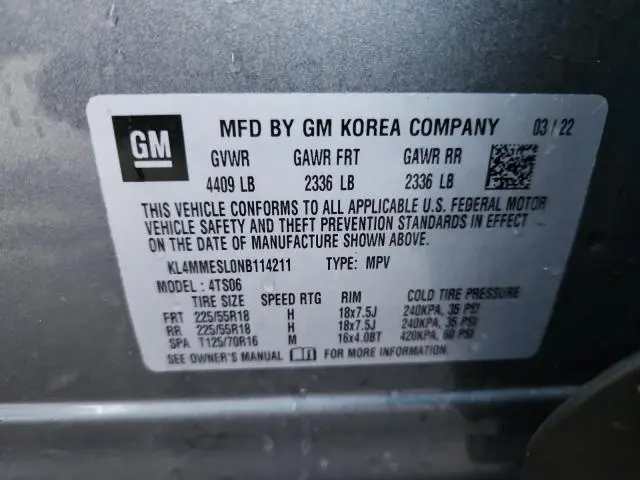 GM MFD BY GM KOREA COMPANY 03 / 22
GVWR GAWR FRT GAWR RR
4409 LB 2336 LB 2336 LB
THIS VEHICLE CONFORMS TO ALL APPLICABLE U.S. FEDERAL MOTOR
VEHICLE SAFETY AND THEFT PREVENTION STANDARDS IN EFFECT
ON THE DATE OF MANUFACTURE SHOWN ABOVE.
KL4MMESL0NB114211 TYPE: MPV
MODEL : 4TS06
TIRE SIZE SPEED RTG RIM COLD TIRE PRESSURE
FRT 225/55R18 H 18x7.5J 240KPA, 35 PSI
RR 225/55R18 H 18x7.5J 240KPA, 35 PSI
SPA T125/70R16 M 16x4.0BT 420KPA, 60 PSI
SEE OWNER'S MANUAL FOR MORE INFORMATION.